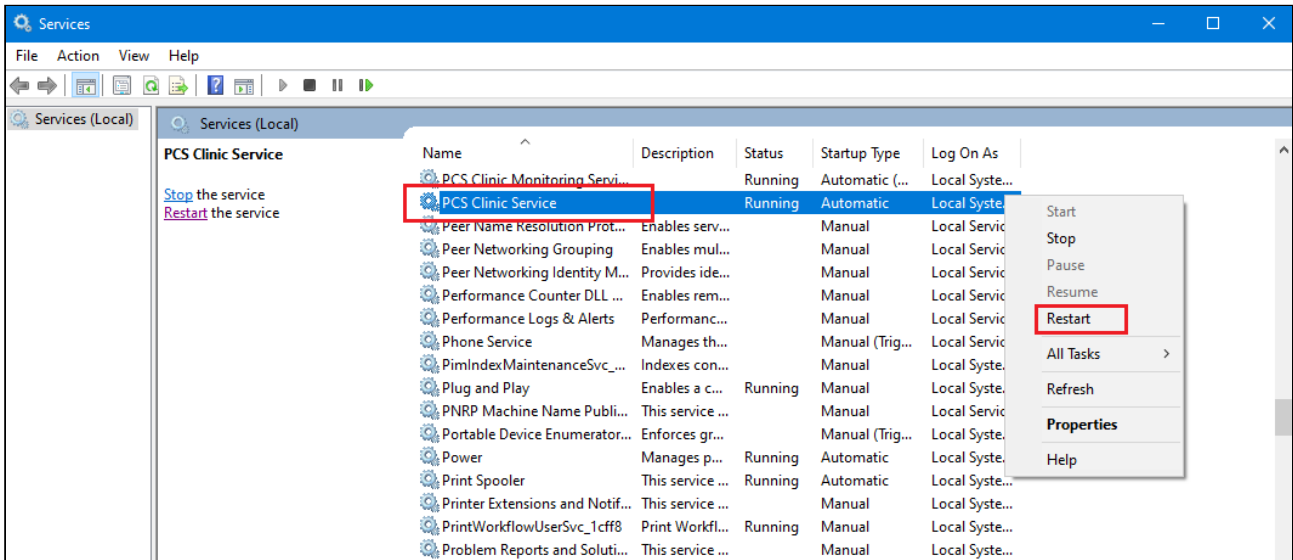 Services
File Action View Help
Services (Local)
Services (Local)
PCS Clinic Service
Stop the service
Restart the service
Name Description Status Startup Type Log On As
PCS Clinic Monitoring Servi... Running Automatic (... Local Syste...
PCS Clinic Service Running Automatic Local Syste...
Peer Name Resolution Prot... Enables serv... Manual Local Servic
Peer Networking Grouping Enables mul... Manual Local Servic
Peer Networking Identity M... Provides ide... Manual Local Servic
Performance Counter DLL ... Enables rem... Manual Local Servic
Performance Logs & Alerts Performanc... Manual Local Servic
Phone Service Manages th... Manual (Trig... Local Servic
PimIndexMaintenanceSvc_... Indexes con... Manual Local Syste.
Plug and Play Enables a c... Running Manual Local Syste.
PNRP Machine Name Publi... This service ... Manual Local Servic
Portable Device Enumerator... Enforces gr... Manual (Trig... Local Syste.
Power Manages p... Running Automatic Local Syste.
Print Spooler This service ... Running Automatic Local Syste...
Printer Extensions and Notif... This service ... Manual Local Syste...
PrintWorkflowUserSvc_1cff8 Print Workfl... Running Manual Local Syste...
Problem Reports and Soluti... This service ... Manual Local Syste...
Start
Stop
Pause
Resume
Restart
All Tasks
Refresh
Properties
Help